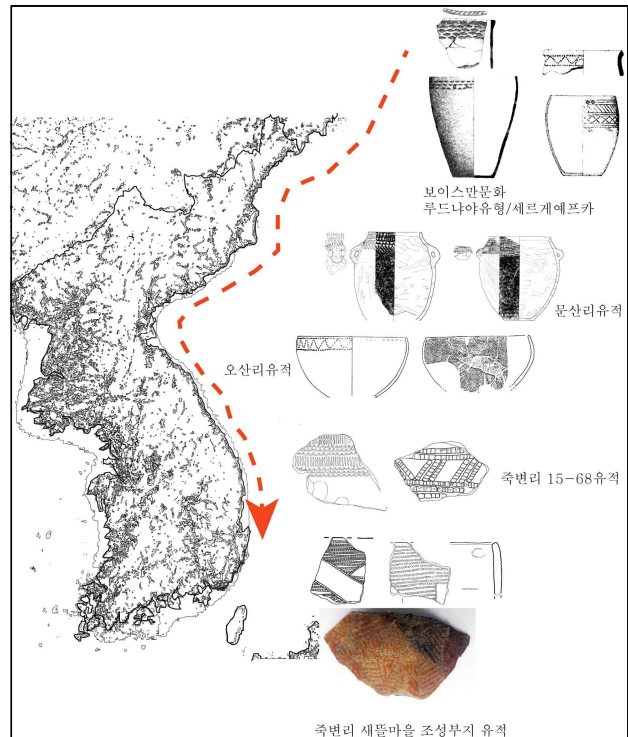 보이스만문화
루드냐야유형/세르게예프카
문산리유적
오산리유적
죽변리 15-68유적
죽변리 새뜰마을 조성부지 유적